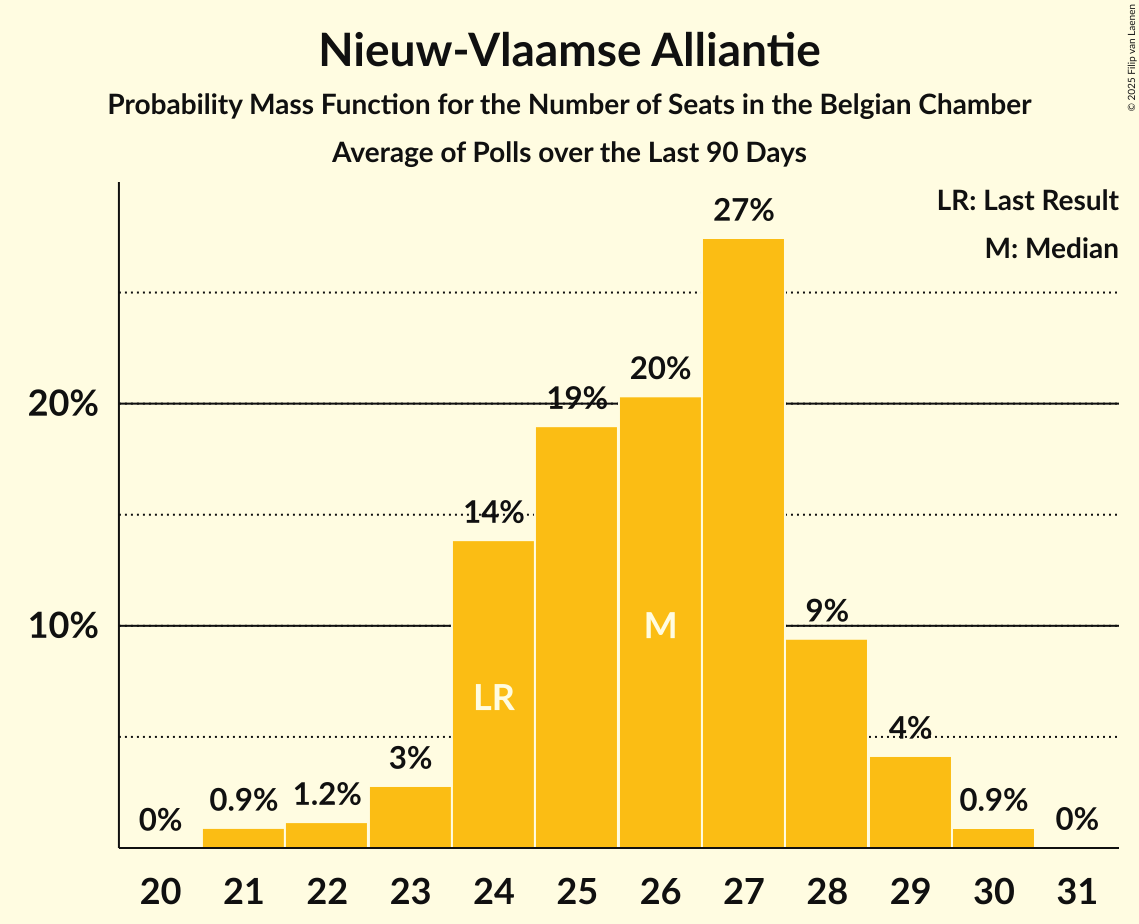 Nieuw-Vlaamse Alliantie
Probability Mass Function for the Number of Seats in the Belgian Chamber
Average of Polls over the Last 90 Days
© 2025 Filip van Laenen
LR: Last Result
M: Median
27%
20%
19%
20%
14%
10%
M
9%
LR
4%
3%
0%
0.9%
1.2%
0.9%
0%
20 21 22 23 24 25 26 27 28 29 30 31